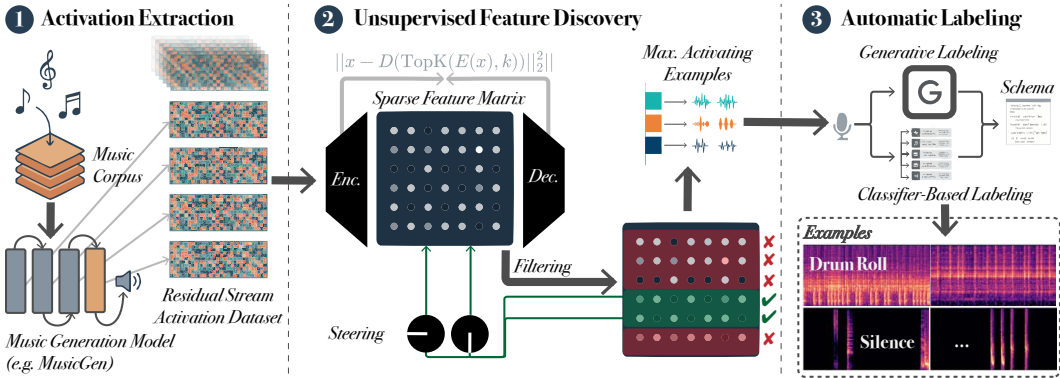 1 Activation Extraction
Music
Corpus
Residual Stream
Activation Dataset
Music Generation Model
(e.g. MusicGen)
2 Unsupervised Feature Discovery
||x − D(TopK(E(x), k))||²₂||
Sparse Feature Matrix
Enc.
Dec.
Max. Activating
Examples
Filtering
Steering
3 Automatic Labeling
Generative Labeling
G
Schema
Classifier-Based Labeling
Examples
Drum Roll
Silence
...